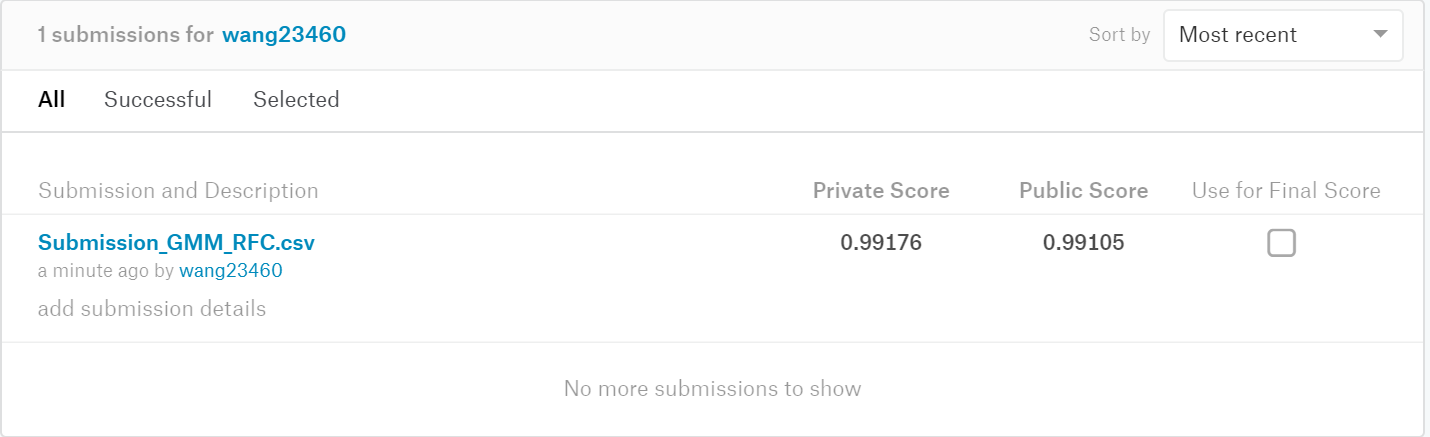 1 submissions for wang23460 Sort by Most recent
All Successful Selected
Submission and Description Private Score Public Score Use for Final Score
Submission_GMM_RFC.csv 0.99176 0.99105
a minute ago by wang23460
add submission details
No more submissions to show